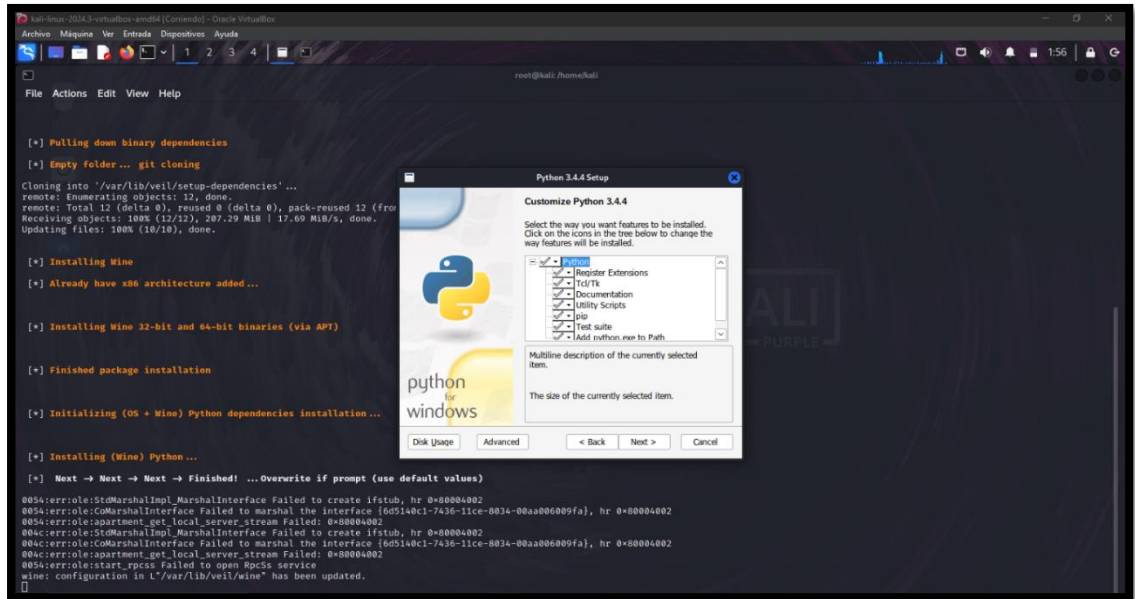 kali-linux-2024.3-virtualbox-amd64 [Corriendo] - Oracle VirtualBox
Archivo Máquina Ver Entrada Dispositivos Ayuda
1 2 3 4
1:56
root@kali: /home/kali
File Actions Edit View Help
[*] Pulling down binary dependencies
[*] Empty folder ... git cloning
Cloning into '/var/lib/veil/setup-dependencies' ...
remote: Enumerating objects: 12, done.
remote: Total 12 (delta 0), reused 0 (delta 0), pack-reused 12 (from
Receiving objects: 100% (12/12), 207.29 MiB | 17.69 MiB/s, done.
Updating files: 100% (10/10), done.
[*] Installing Wine
[*] Already have x86 architecture added ...
[*] Installing Wine 32-bit and 64-bit binaries (via APT)
[*] Finished package installation
[*] Initializing (OS + Wine) Python dependencies installation ...
[*] Installing (Wine) Python ...
[*] Next → Next → Next → Finished! ... Overwrite if prompt (use default values)
0054:err:ole:StdMarshalImpl_MarshalInterface Failed to create ifstub, hr 0×80004002
0054:err:ole:CoMarshalInterface Failed to marshal the interface {6d5140c1-7436-11ce-8034-00aa006009fa}, hr 0×80004002
0054:err:ole:apartment_get_local_server_stream Failed: 0×80004002
004c:err:ole:StdMarshalImpl_MarshalInterface Failed to create ifstub, hr 0×80004002
004c:err:ole:CoMarshalInterface Failed to marshal the interface {6d5140c1-7436-11ce-8034-00aa006009fa}, hr 0×80004002
004c:err:ole:apartment_get_local_server_stream Failed: 0×80004002
0054:err:ole:start_rpcss Failed to open RpcSs service
wine: configuration in L"/var/lib/veil/wine" has been updated.
Python 3.4.4 Setup
Customize Python 3.4.4
Select the way you want features to be installed.
Click on the icons in the tree below to change the
way features will be installed.
Python
Register Extensions
Tcl/Tk
Documentation
Utility Scripts
pip
Test suite
Add python.exe to Path
Multiline description of the currently selected
item.
The size of the currently selected item.
python
for
windows
Disk Usage Advanced < Back Next > Cancel
KALI
PURPLE